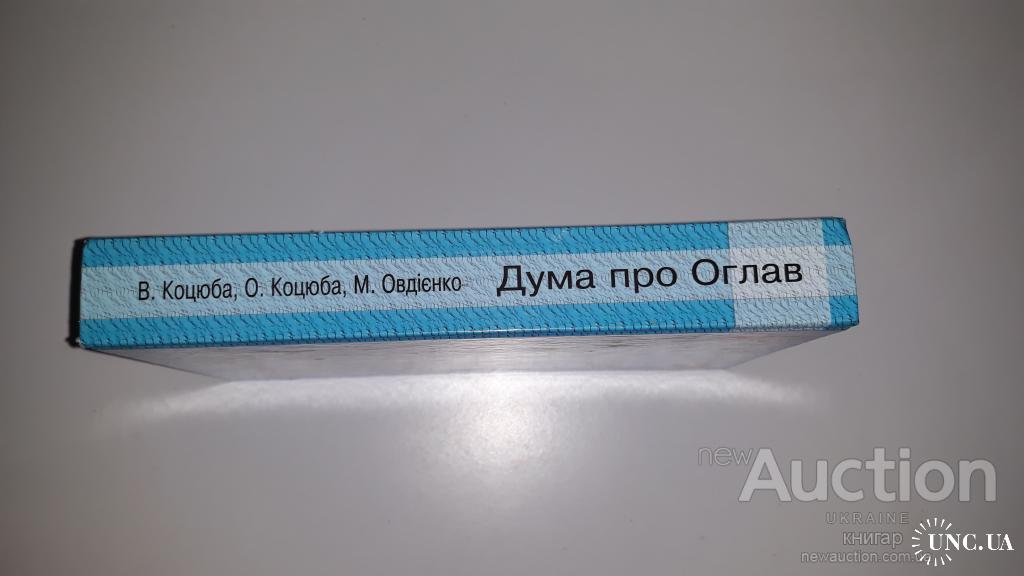 В. Коцюба, О. Коцюба, М. Овдієнко Дума про Оглав
new Auction
UKRAINE
книгар
newauction.com.ua
UNC.UA